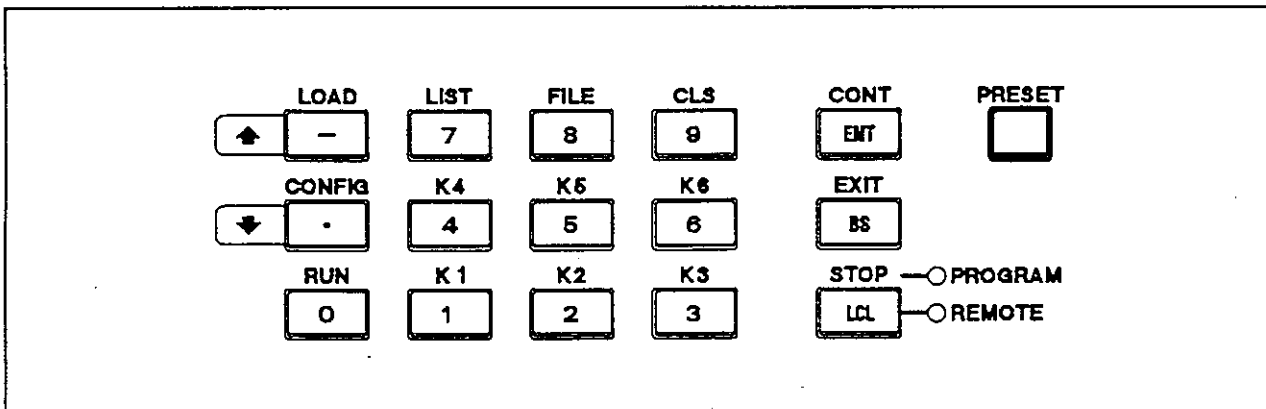 LOAD LIST FILE CLS CONT PRESET
— 7 8 9 ENT
CONFIG K4 K5 K6 EXIT
· 4 5 6 BS
RUN K1 K2 K3 STOP PROGRAM
0 1 2 3 LCL REMOTE